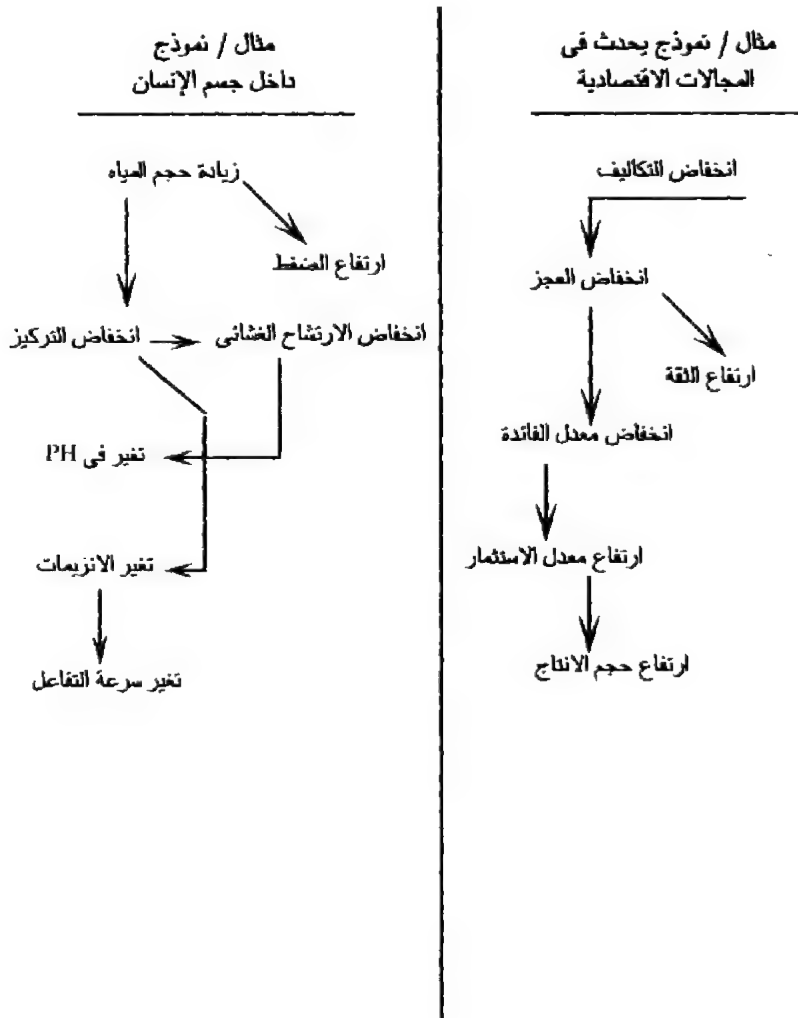 مثال / نموذج يحدث فى
المجالات الاقتصادية
انخفاض التكاليف
انخفاض العجز
ارتفاع الثقة
انخفاض معدل الفائدة
ارتفاع معدل الاستثمار
ارتفاع حجم الانتاج
مثال / نموذج
داخل جسم الإنسان
زيادة حجم المياه
ارتفاع الضغط
انخفاض التركيز
انخفاض الارتشاح الغشائى
تغير فى PH
تغير الانزيمات
تغير سرعة التفاعل